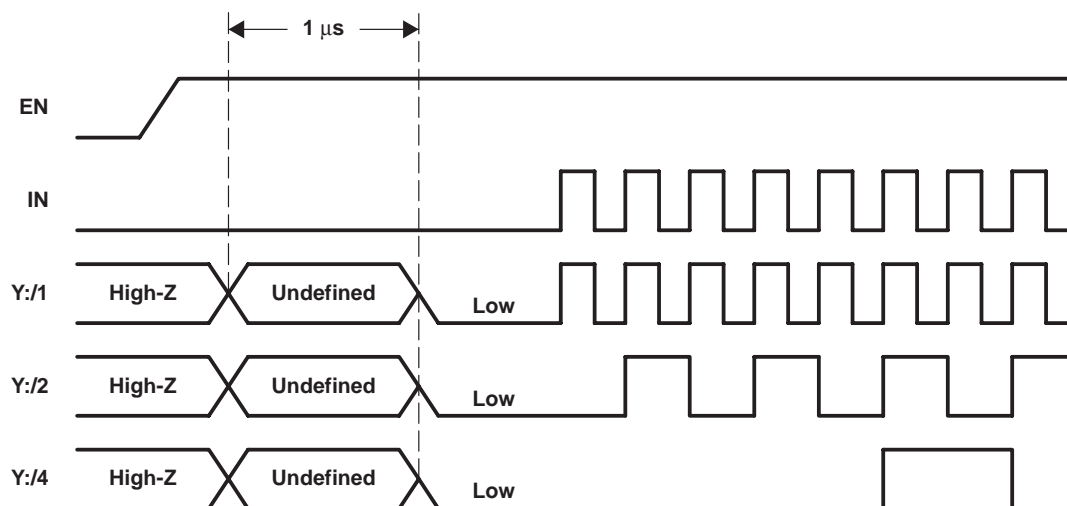 1 μs
EN
IN
Y:/1 High-Z Undefined Low
Y:/2 High-Z Undefined Low
Y:/4 High-Z Undefined Low